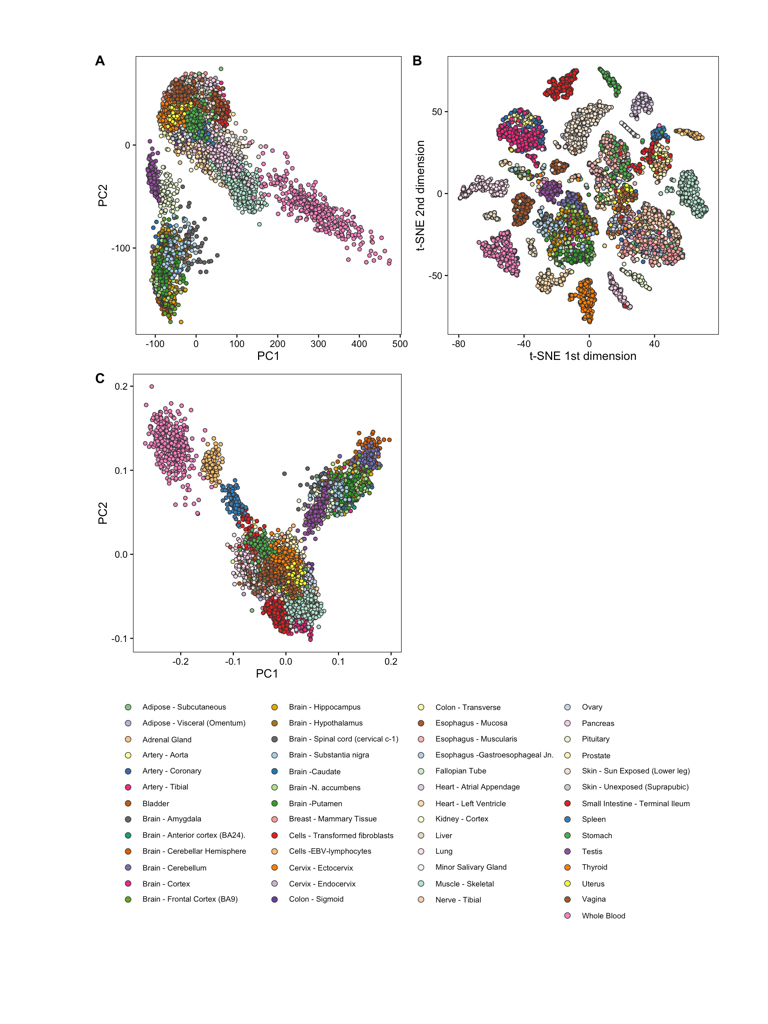 A
B
0
-100
PC2
-100
0
100
200
300
400
500
PC1
50
0
-50
t-SNE 2nd dimension
-80
-40
0
40
t-SNE 1st dimension
C
0.2
0.1
0.0
-0.1
PC2
-0.2
-0.1
0.0
0.1
0.2
PC1
Adipose - Subcutaneous
Adipose - Visceral (Omentum)
Adrenal Gland
Artery - Aorta
Artery - Coronary
Artery - Tibial
Bladder
Brain - Amygdala
Brain - Anterior cortex (BA24).
Brain - Cerebellar Hemisphere
Brain - Cerebellum
Brain - Cortex
Brain - Frontal Cortex (BA9)
Brain - Hippocampus
Brain - Hypothalamus
Brain - Spinal cord (cervical c-1)
Brain - Substantia nigra
Brain -Caudate
Brain -N. accumbens
Brain -Putamen
Breast - Mammary Tissue
Cells - Transformed fibroblasts
Cells -EBV-lymphocytes
Cervix - Ectocervix
Cervix - Endocervix
Colon - Sigmoid
Colon - Transverse
Esophagus - Mucosa
Esophagus - Muscularis
Esophagus -Gastroesophageal Jn.
Fallopian Tube
Heart - Atrial Appendage
Heart - Left Ventricle
Kidney - Cortex
Liver
Lung
Minor Salivary Gland
Muscle - Skeletal
Nerve - Tibial
Ovary
Pancreas
Pituitary
Prostate
Skin - Sun Exposed (Lower leg)
Skin - Unexposed (Suprapubic)
Small Intestine - Terminal Ileum
Spleen
Stomach
Testis
Thyroid
Uterus
Vagina
Whole Blood